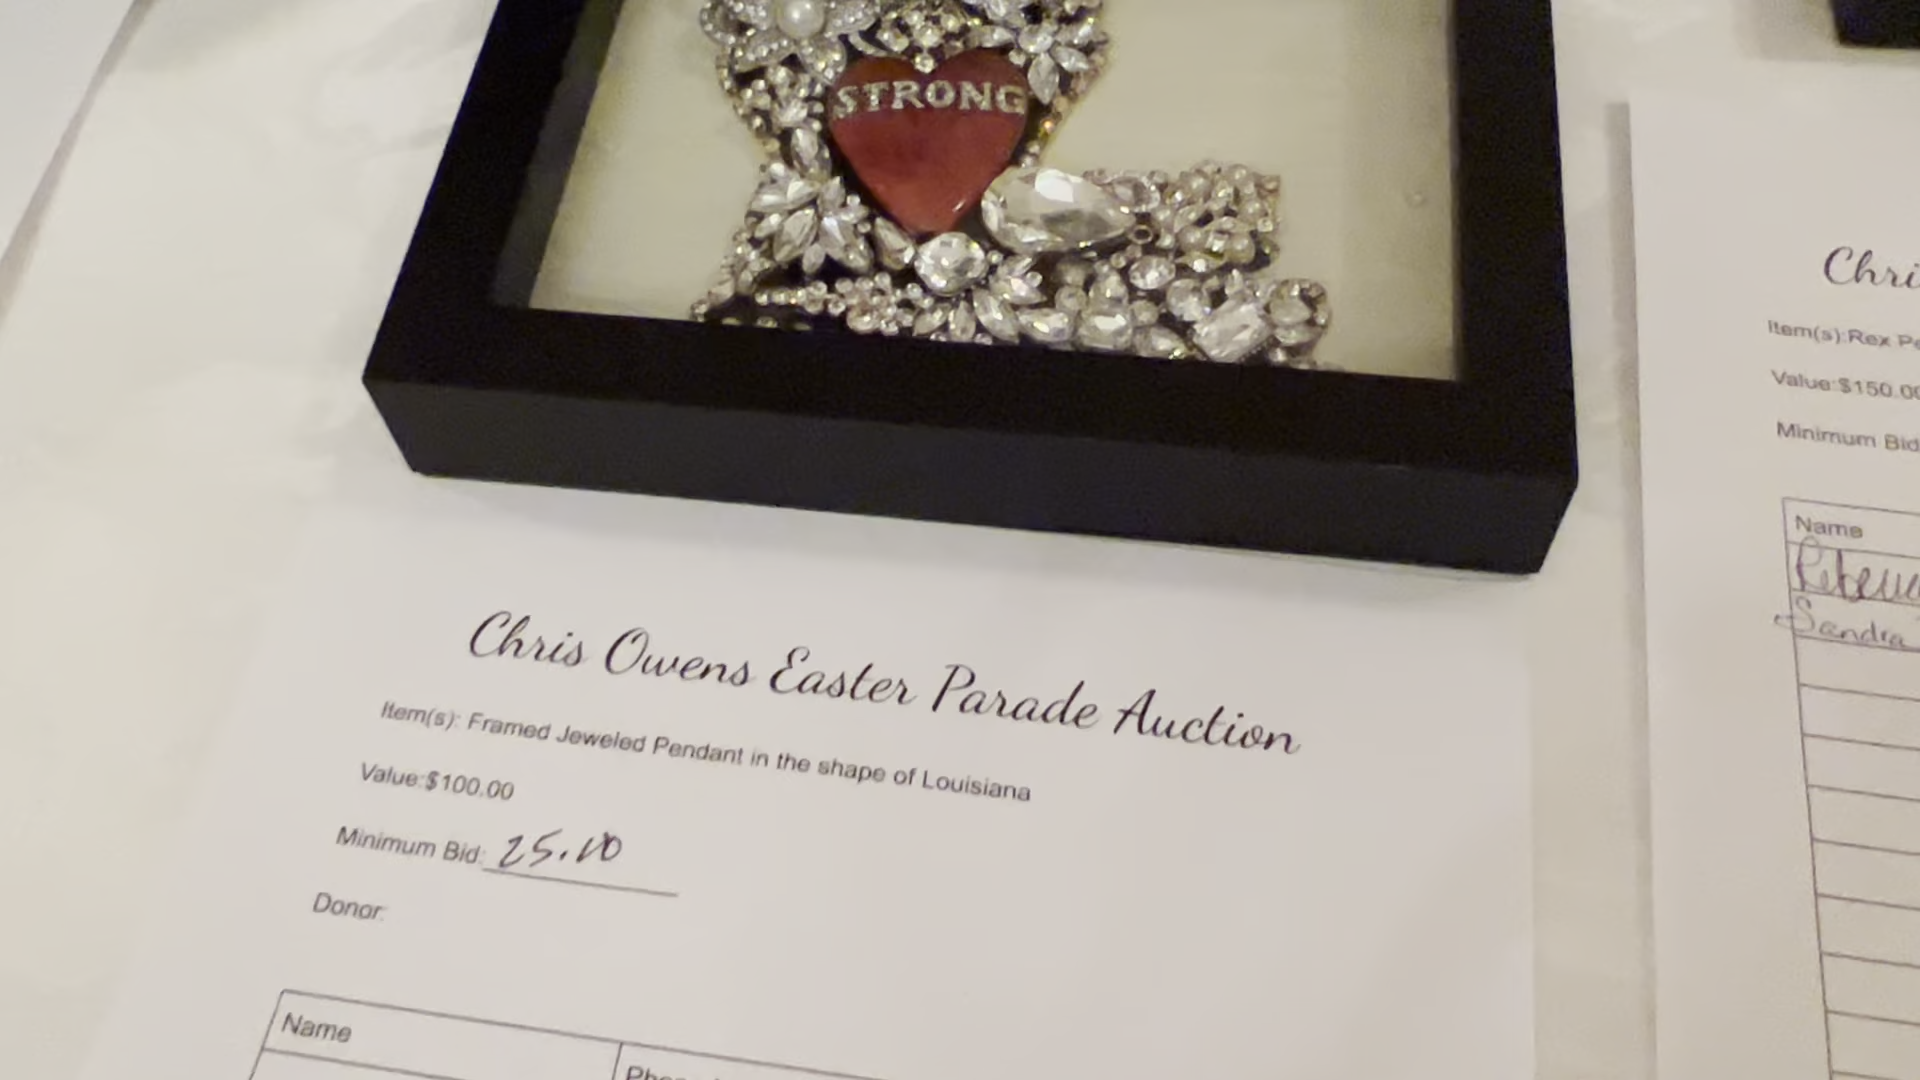 STRONG
Chris Owens Easter Parade Auction
Item(s): Framed Jeweled Pendant in the shape of Louisiana
Value:$100.00
Minimum Bid: 25.00
Donor:
Name
Item(s):Rex
Value:$150.00
Minimum Bid
Name
Sandra